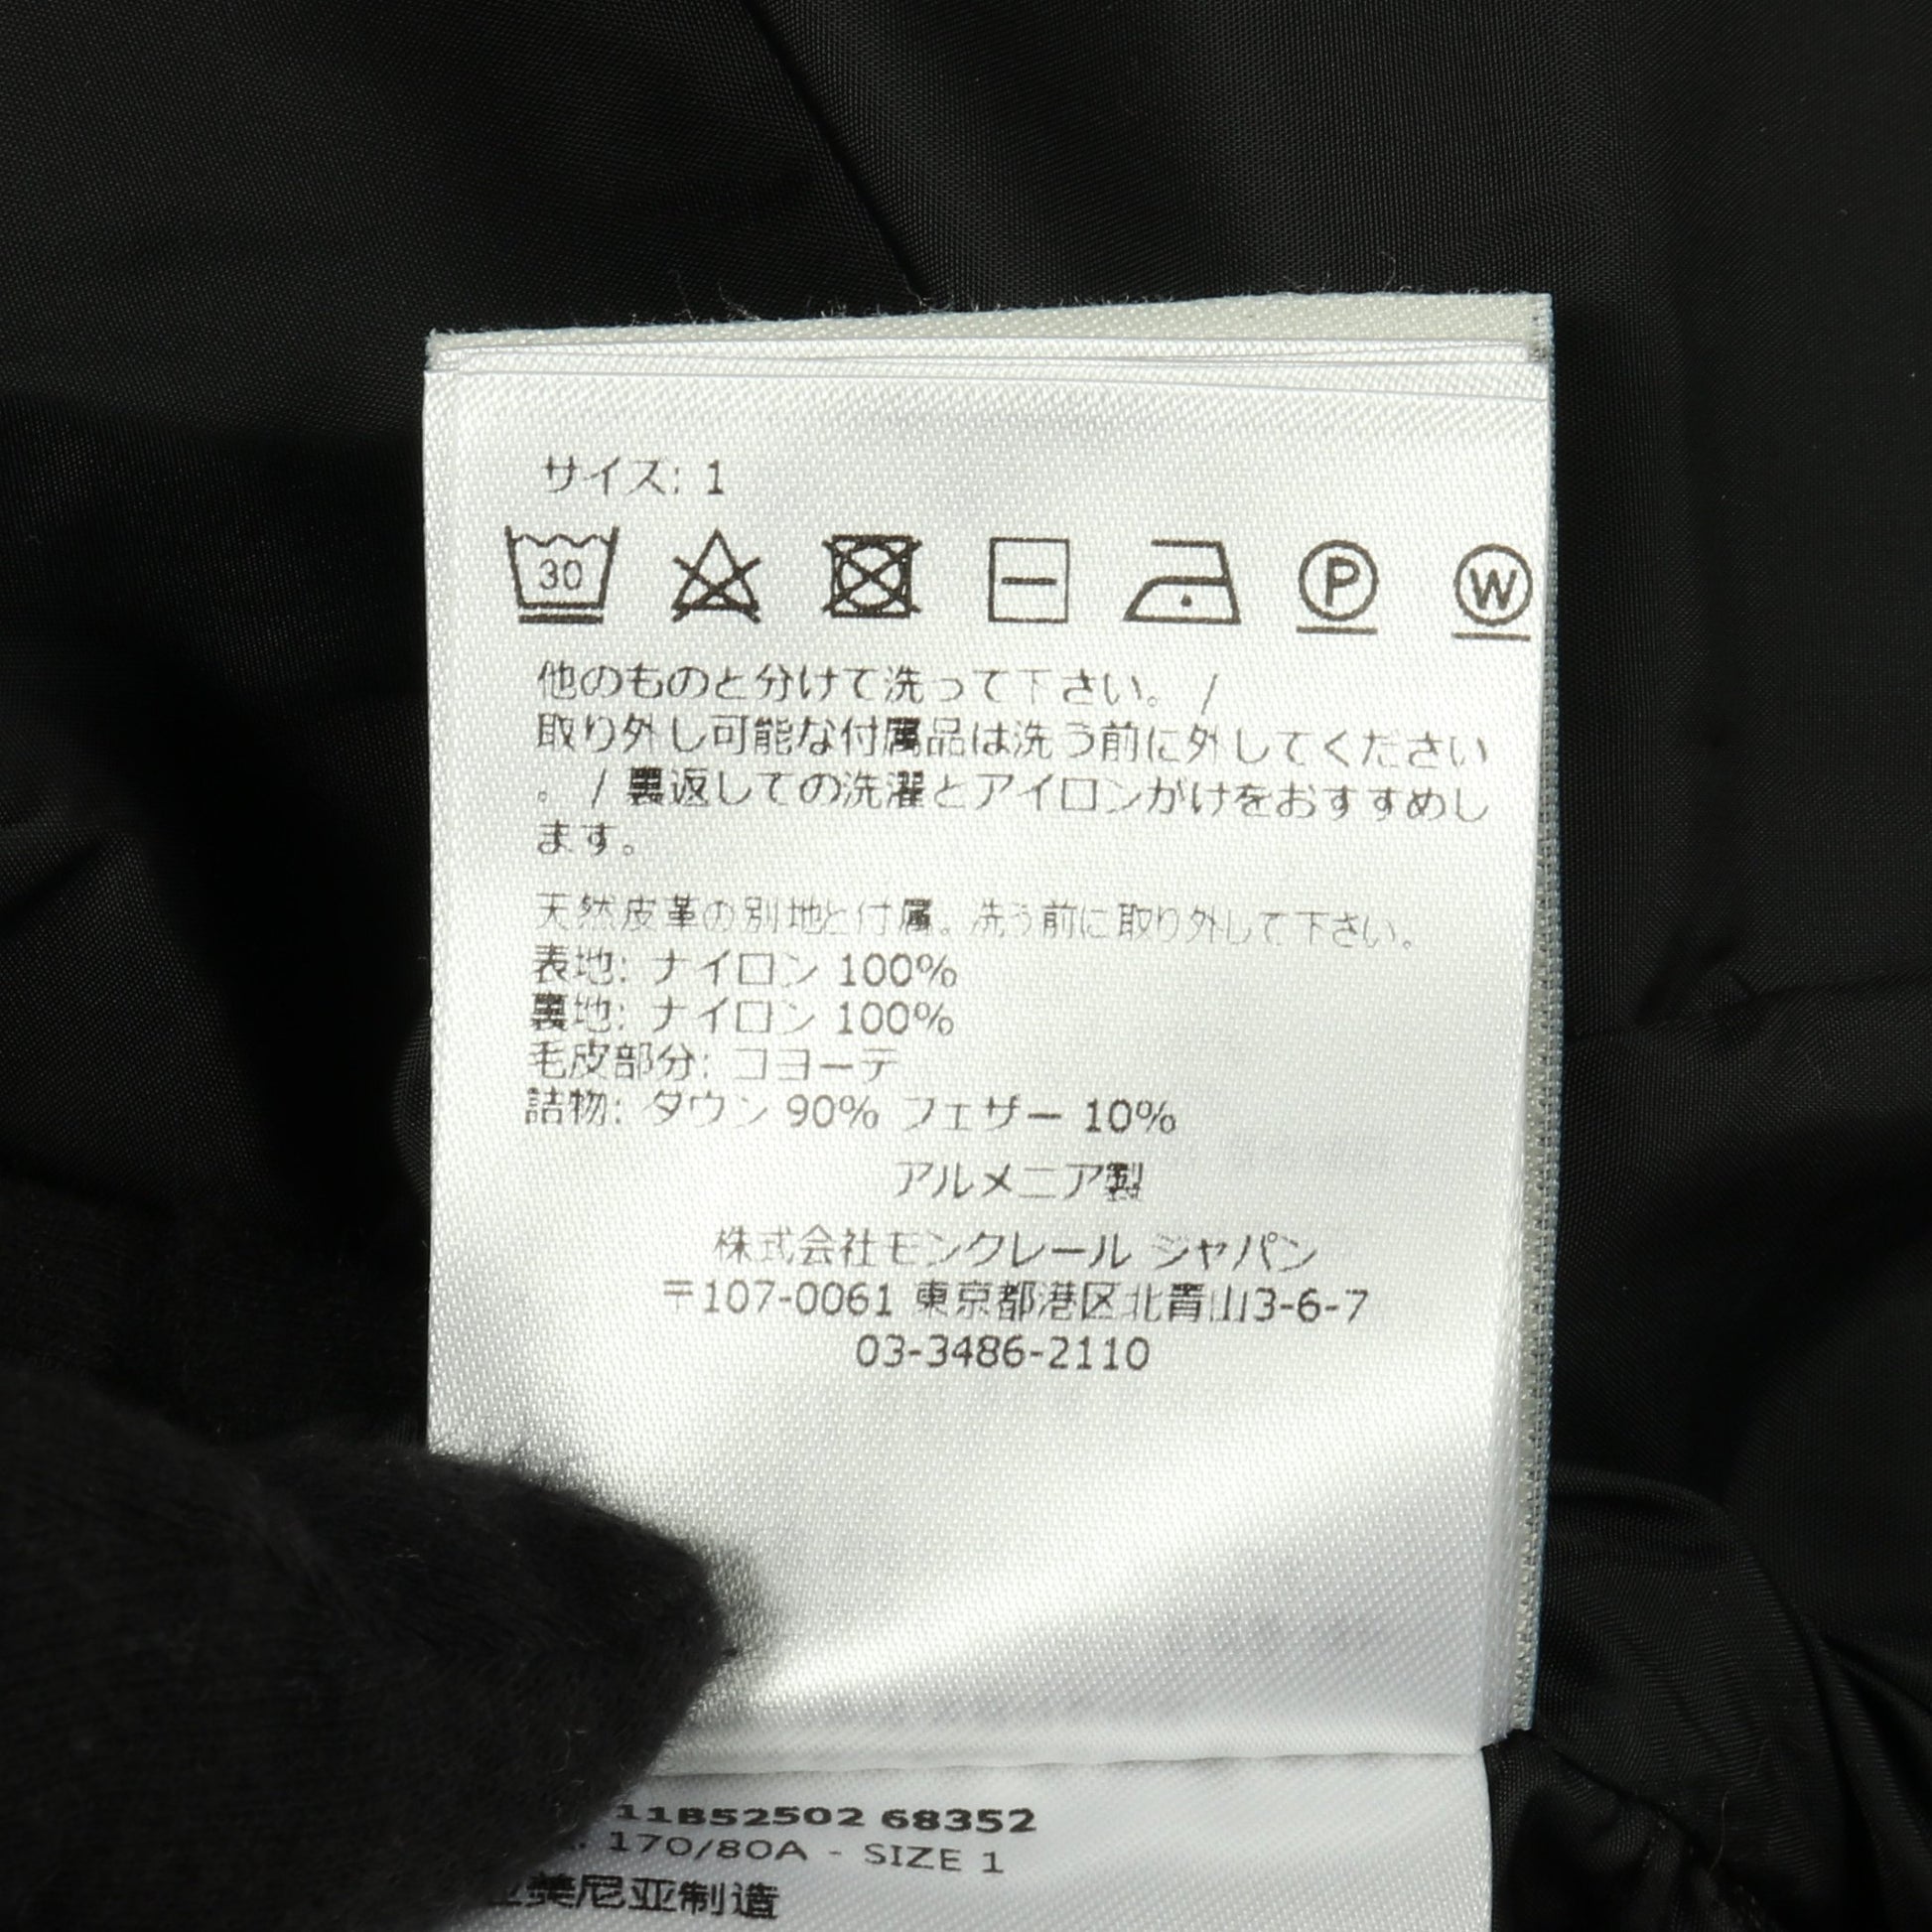 サイズ: 1
30 P W
他のものと分けて洗って下さい。 /
取り外し可能な付属品は洗う前に外してください
。 / 裏返しての洗濯とアイロンがけをおすすめし
ます。
天然皮革の別地と付属。洗う前に取り外して下さい。
表地: ナイロン 100%
裏地: ナイロン 100%
毛皮部分: コヨーテ
詰物: ダウン 90% フェザー 10%
アルメニア製
株式会社モンクレール ジャパン
〒107-0061 東京都港区北青山3-6-7
03-3486-2110
11B52502 68352
170/80A - SIZE 1
美尼亚制造